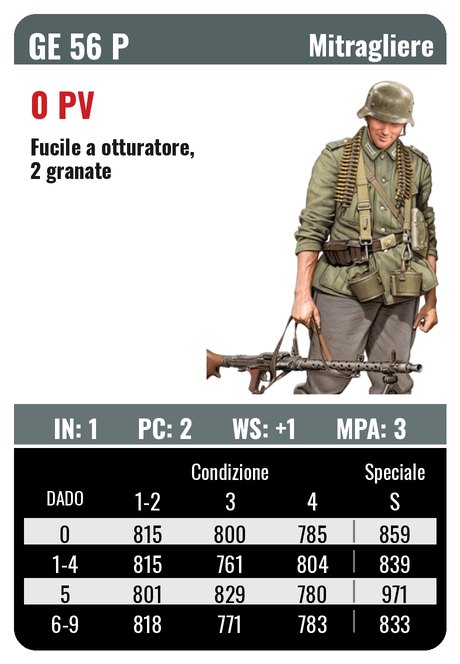 GE 56 P Mitragliere
0 PV
Fucile a otturatore,
2 granate
IN: 1 PC: 2 WS: +1 MPA: 3
Condizione Speciale
DADO 1-2 3 4 S
0 815 800 785 859
1-4 815 761 804 839
5 801 829 780 971
6-9 818 771 783 833